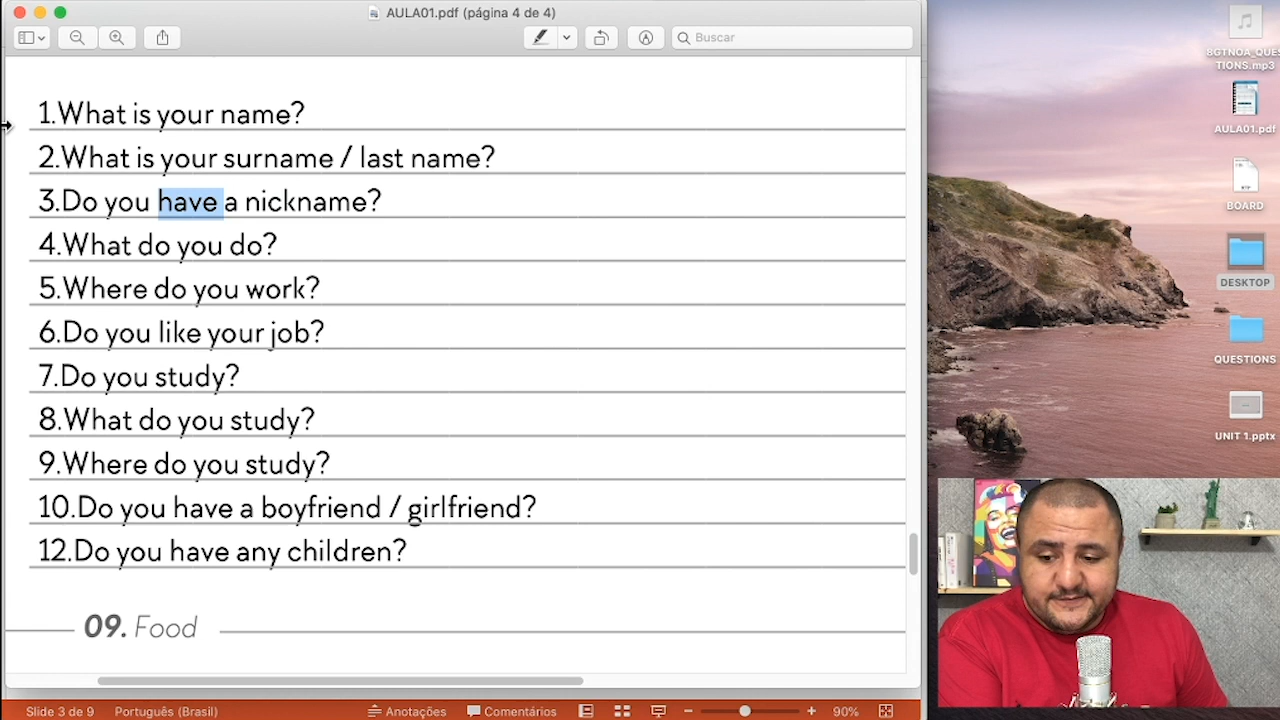 AULA01.pdf (página 4 de 4)
Buscar
1.What is your name?
2.What is your surname / last name?
3.Do you have a nickname?
4.What do you do?
5.Where do you work?
6.Do you like your job?
7.Do you study?
8.What do you study?
9.Where do you study?
10.Do you have a boyfriend / girlfriend?
12.Do you have any children?
09. Food
Slide 3 de 9
Português (Brasil)
Anotações
Comentários
90%
TIONS.mp3
AULA01.pdf
BOARD
DESKTOP
QUESTIONS
UNIT 1.pptx